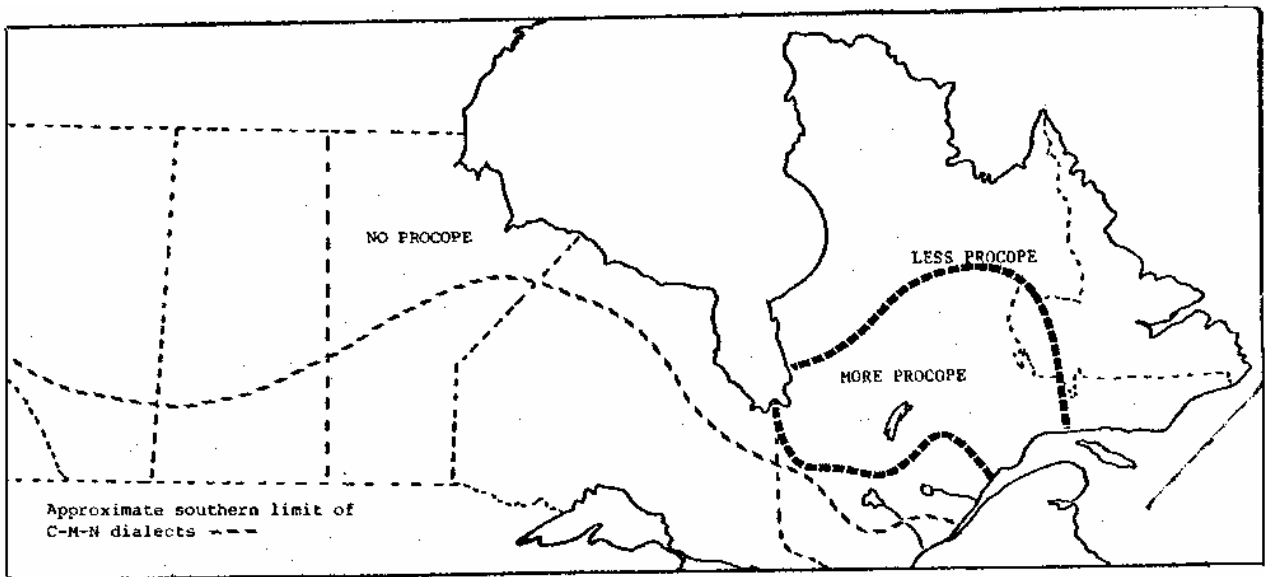 NO PROCOPE
LESS PROCOPE
MORE PROCOPE
Approximate southern limit of
C-M-N dialects ---